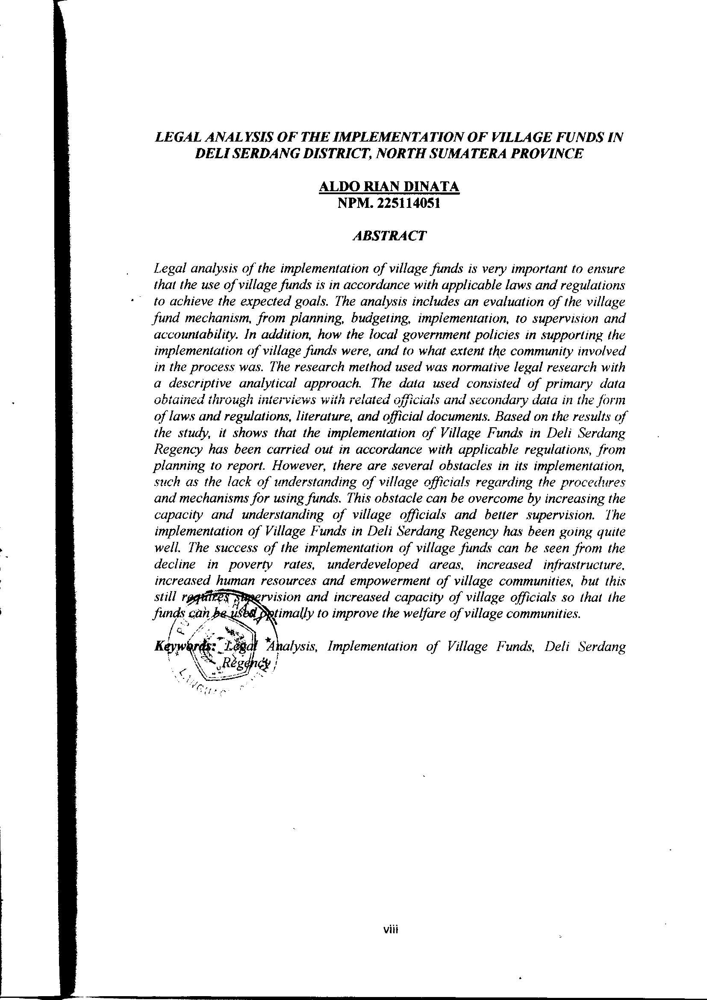 LEGAL ANALYSIS OF THE IMPLEMENTATION OF VILLAGE FUNDS IN
DELI SERDANG DISTRICT, NORTH SUMATERA PROVINCE
ALDO RIAN DINATA
NPM. 225114051
ABSTRACT
Legal analysis of the implementation of village funds is very important to ensure
that the use of village funds is in accordance with applicable laws and regulations
to achieve the expected goals. The analysis includes an evaluation of the village
fund mechanism, from planning, budgeting, implementation, to supervision and
accountability. In addition, how the local government policies in supporting the
implementation of village funds were, and to what extent the community involved
in the process was. The research method used was normative legal research with
a descriptive analytical approach. The data used consisted of primary data
obtained through interviews with related officials and secondary data in the form
of laws and regulations, literature, and official documents. Based on the results of
the study, it shows that the implementation of Village Funds in Deli Serdang
Regency has been carried out in accordance with applicable regulations, from
planning to report. However, there are several obstacles in its implementation,
such as the lack of understanding of village officials regarding the procedures
and mechanisms for using funds. This obstacle can be overcome by increasing the
capacity and understanding of village officials and better supervision. The
implementation of Village Funds in Deli Serdang Regency has been going quite
well. The success of the implementation of village funds can be seen from the
decline in poverty rates, underdeveloped areas, increased infrastructure,
increased human resources and empowerment of village communities, but this
still requires supervision and increased capacity of village officials so that the
funds can be used optimally to improve the welfare of village communities.
Keywords: Legal Analysis, Implementation of Village Funds, Deli Serdang
Regency
viii